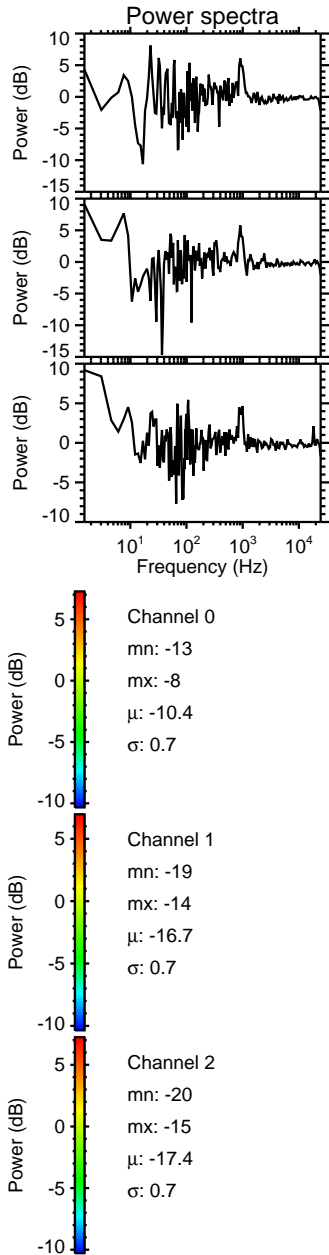 Power spectra
Power (dB)
10
5
0
-5
-10
-15
Power (dB)
10
5
0
-5
-10
-15
Power (dB)
10
5
0
-5
-10
10¹ 10² 10³ 10⁴
Frequency (Hz)
Power (dB)
5
0
-5
-10
Channel 0
mn: -13
mx: -8
μ: -10.4
σ: 0.7
Power (dB)
5
0
-5
-10
Channel 1
mn: -19
mx: -14
μ: -16.7
σ: 0.7
Power (dB)
5
0
-5
-10
Channel 2
mn: -20
mx: -15
μ: -17.4
σ: 0.7